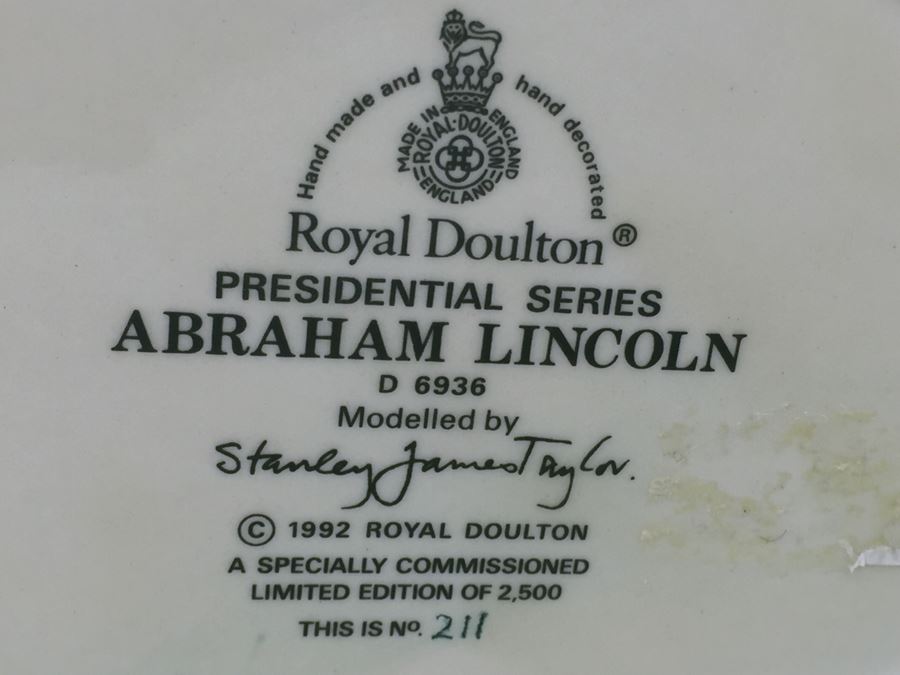 Hand made and hand decorated
MADE IN ENGLAND
ROYAL·DOULTON
ENGLAND
Royal Doulton®
PRESIDENTIAL SERIES
ABRAHAM LINCOLN
D 6936
Modelled by
Stanley James Taylor.
© 1992 ROYAL DOULTON
A SPECIALLY COMMISSIONED
LIMITED EDITION OF 2,500
THIS IS Nº. 211